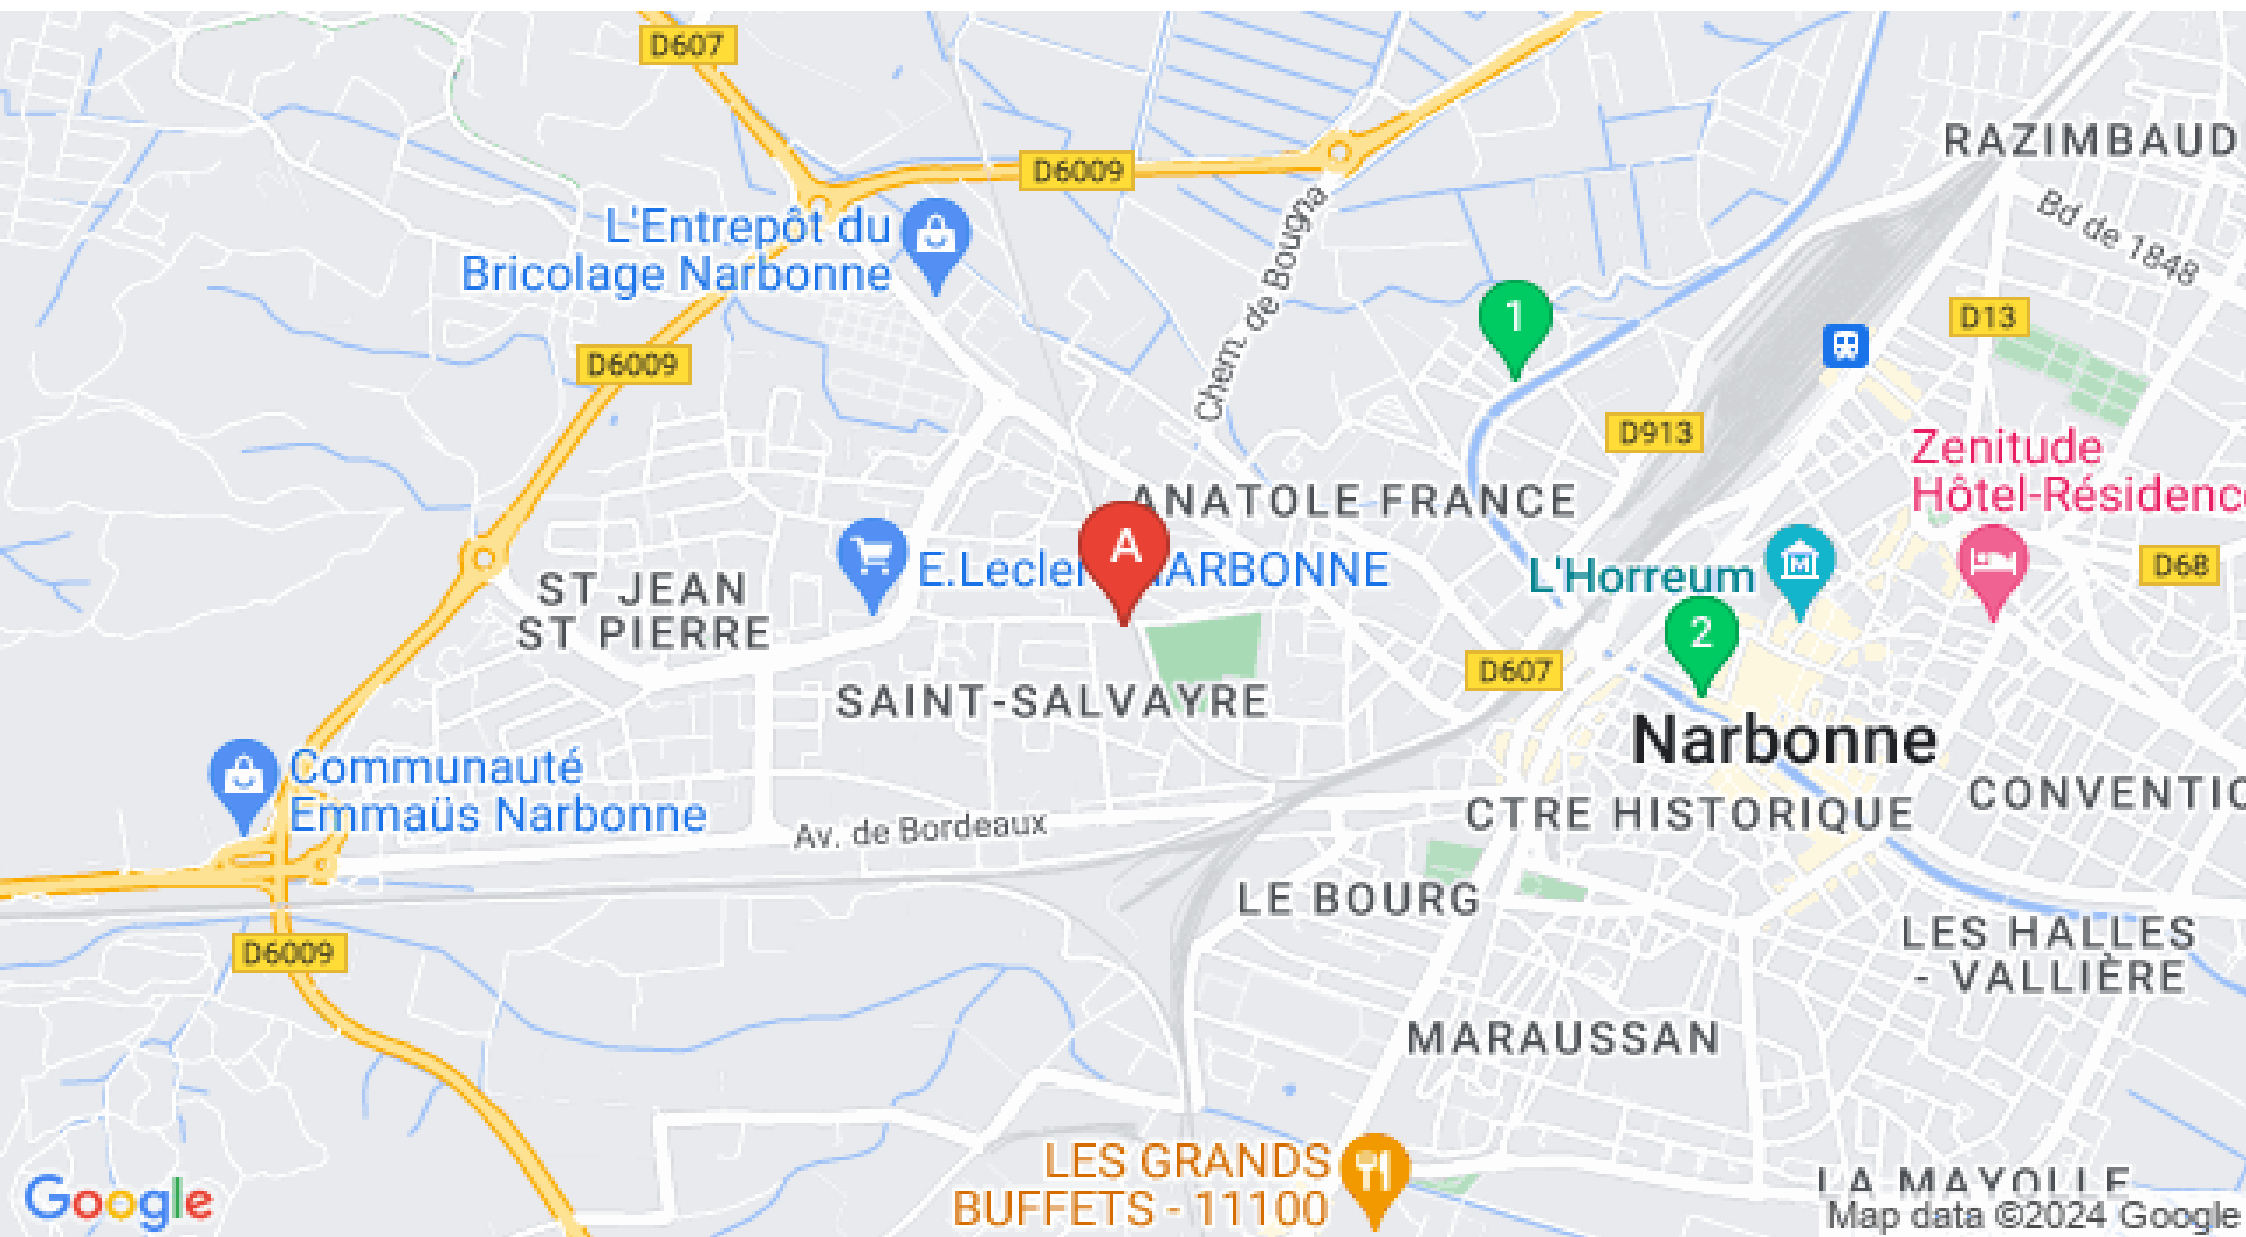 D607
RAZIMBAUD
D6009
Bd de 1848
L'Entrepôt du
Bricolage Narbonne
Chem. de Bougna
1
D13
D6009
D913
Zenitude
Hôtel-Résidence
ANATOLE FRANCE
A
E.Lecler
NARBONNE
L'Horreum
M
D68
ST JEAN
ST PIERRE
2
D607
SAINT-SALVAYRE
Narbonne
Communauté
Emmaüs Narbonne
CONVENTIO
Av. de Bordeaux
CTRE HISTORIQUE
LE BOURG
D6009
LES HALLES
- VALLIÈRE
MARAUSSAN
LES GRANDS
BUFFETS - 11100
LA MAYOLLE
Google
Map data ©2024 Google